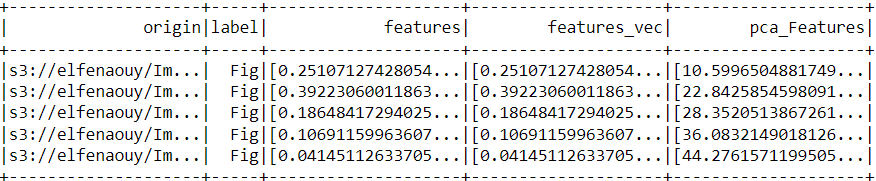 +--------------------+-----+--------------------+--------------------+--------------------+
|              origin|label|            features|        features_vec|        pca_Features|
+--------------------+-----+--------------------+--------------------+--------------------+
|s3://elfenaouy/Im...|  Fig|[0.25107127428054...|[0.25107127428054...|[10.5996504881749...|
|s3://elfenaouy/Im...|  Fig|[0.39223060011863...|[0.39223060011863...|[22.8425854598091...|
|s3://elfenaouy/Im...|  Fig|[0.18648417294025...|[0.18648417294025...|[28.3520513867261...|
|s3://elfenaouy/Im...|  Fig|[0.10691159963607...|[0.10691159963607...|[36.0832149018126...|
|s3://elfenaouy/Im...|  Fig|[0.04145112633705...|[0.04145112633705...|[44.2761571199505...|
+--------------------+-----+--------------------+--------------------+--------------------+